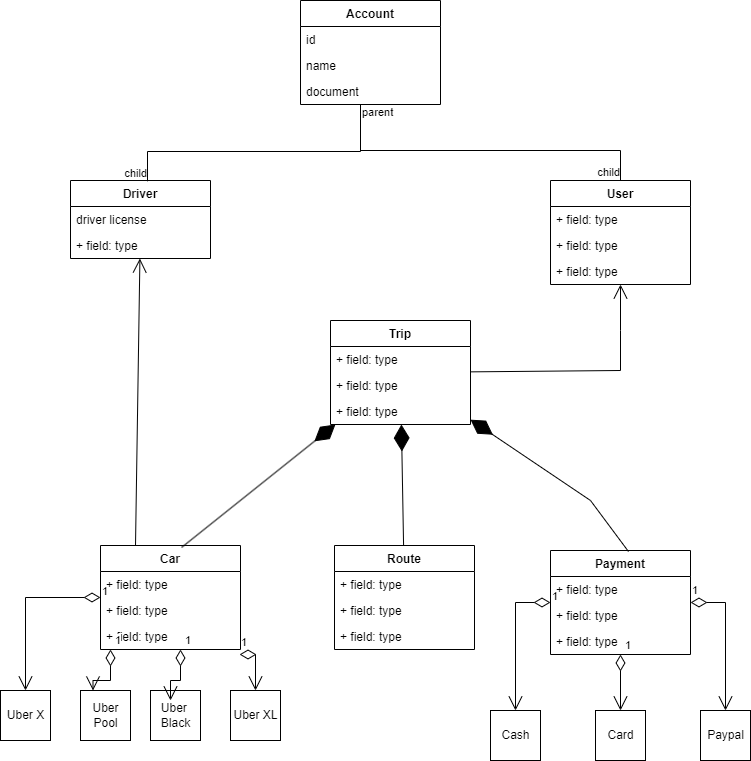 Account
id
name
document
parent
child
child
Driver
driver license
+ field: type
User
+ field: type
+ field: type
+ field: type
Trip
+ field: type
+ field: type
+ field: type
Car
+ field: type
+ field: type
+ field: type
1
1
1
1
Route
+ field: type
+ field: type
+ field: type
Payment
+ field: type
+ field: type
+ field: type
1
1
1
Uber X
Uber
Pool
Uber
Black
Uber XL
Cash
Card
Paypal